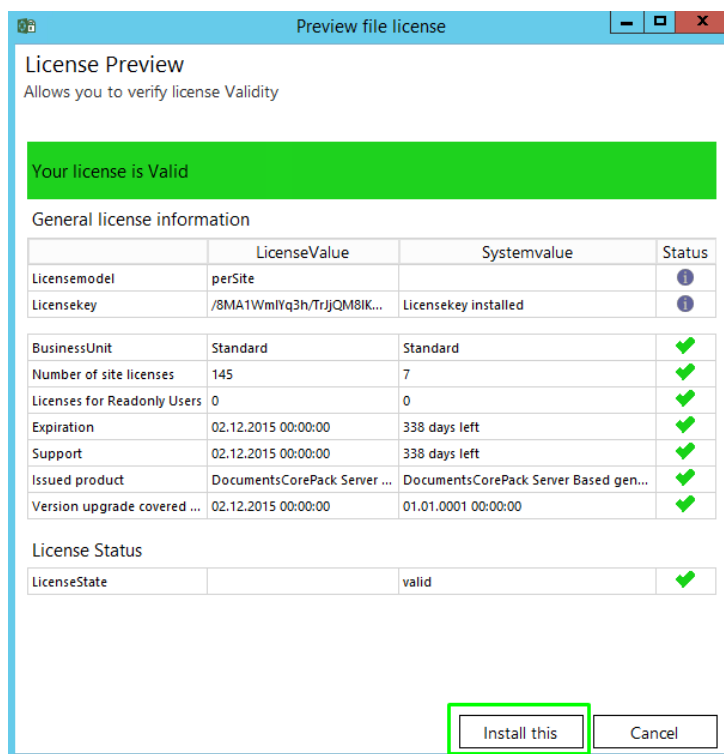 Preview file license
License Preview
Allows you to verify license Validity
Your license is Valid
General license information
LicenseValue Systemvalue Status
Licensemodel perSite
Licensekey /8MA1WmIYq3h/TrJjQM8IK... Licensekey installed
BusinessUnit Standard Standard
Number of site licenses 145 7
Licenses for Readonly Users 0 0
Expiration 02.12.2015 00:00:00 338 days left
Support 02.12.2015 00:00:00 338 days left
Issued product DocumentsCorePack Server ... DocumentsCorePack Server Based gen...
Version upgrade covered ... 02.12.2015 00:00:00 01.01.0001 00:00:00
License Status
LicenseState valid
Install this Cancel